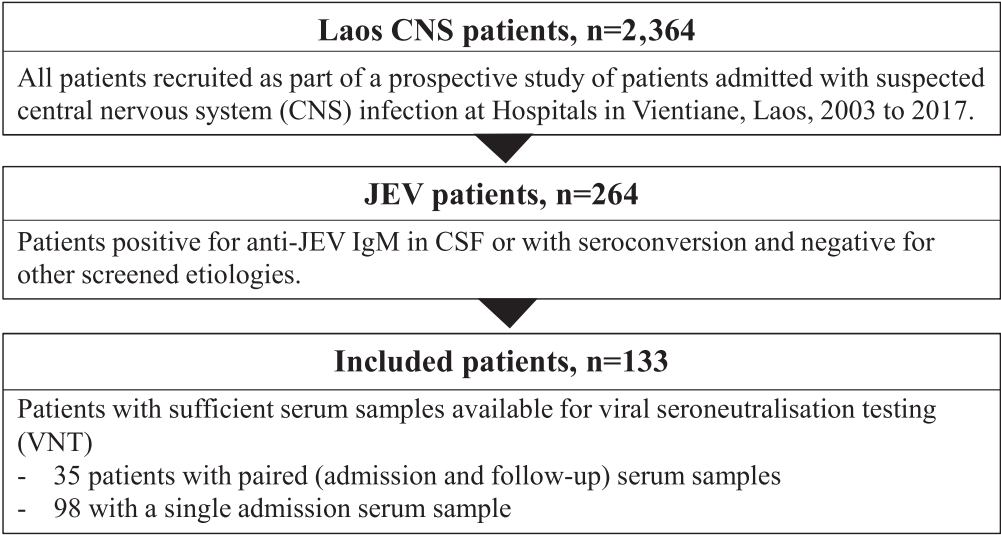 Laos CNS patients, n=2,364
All patients recruited as part of a prospective study of patients admitted with suspected
central nervous system (CNS) infection at Hospitals in Vientiane, Laos, 2003 to 2017.
JEV patients, n=264
Patients positive for anti-JEV IgM in CSF or with seroconversion and negative for
other screened etiologies.
Included patients, n=133
Patients with sufficient serum samples available for viral seroneutralisation testing
(VNT)
- 35 patients with paired (admission and follow-up) serum samples
- 98 with a single admission serum sample